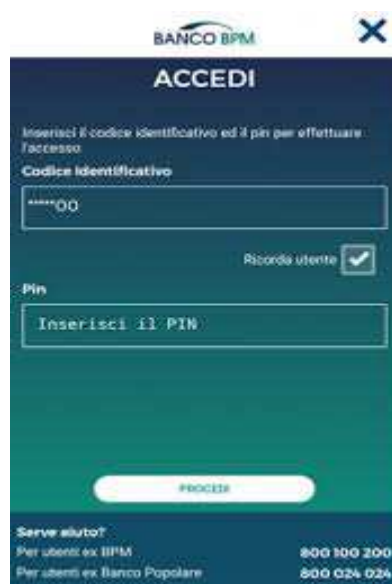 BANCO BPM
ACCEDI
Inserisci il codice identificativo ed il pin per effettuare
l'accesso
Codice Identificativo
*****00
Ricorda utente
Pin
Inserisci il PIN
PROCEDI
Serve aiuto?
Per utenti ex BPM 800 100 200
Per utenti ex Banco Popolare 800 024 024